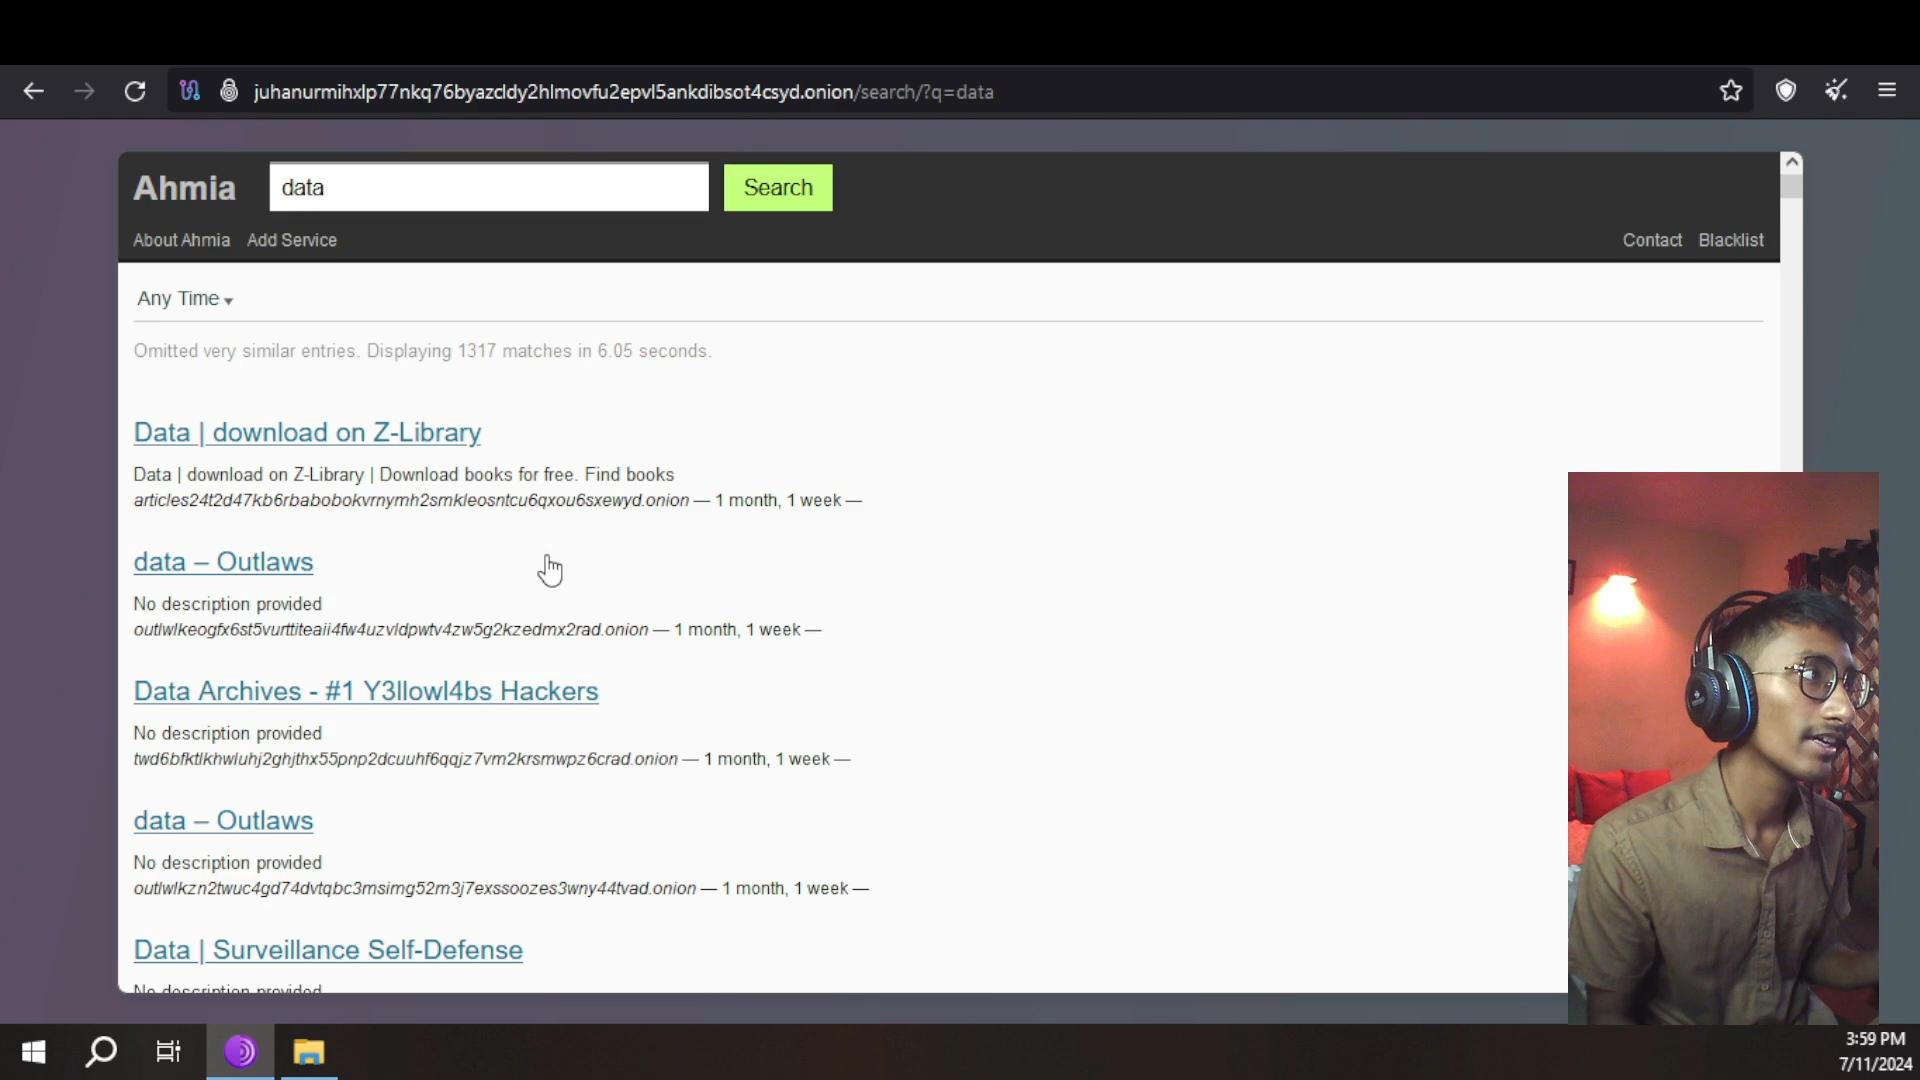 juhanurmihxlp77nkq76byazcldy2hlmovfu2epvl5ankdibsot4csyd.onion/search/?q=data
Ahmia
data
Search
About Ahmia Add Service
Contact Blacklist
Any Time
Omitted very similar entries. Displaying 1317 matches in 6.05 seconds.
Data | download on Z-Library
Data | download on Z-Library | Download books for free. Find books
articles24t2d47kb6rbabobokvrnymh2smkleosntcu6qxou6sxewyd.onion — 1 month, 1 week —
data – Outlaws
No description provided
outlwlkeogfx6st5vurttiteaii4fw4uzvldpwtv4zw5g2kzedmx2rad.onion — 1 month, 1 week —
Data Archives - #1 Y3llowl4bs Hackers
No description provided
twd6bfktlkhwluhj2ghjthx55pnp2dcuuhf6qqjz7vm2krsmwpz6crad.onion — 1 month, 1 week —
data – Outlaws
No description provided
outlwlkzn2twuc4gd74dvtqbc3msimg52m3j7exssoozes3wny44tvad.onion — 1 month, 1 week —
Data | Surveillance Self-Defense
No description provided
3:59 PM
7/11/2024